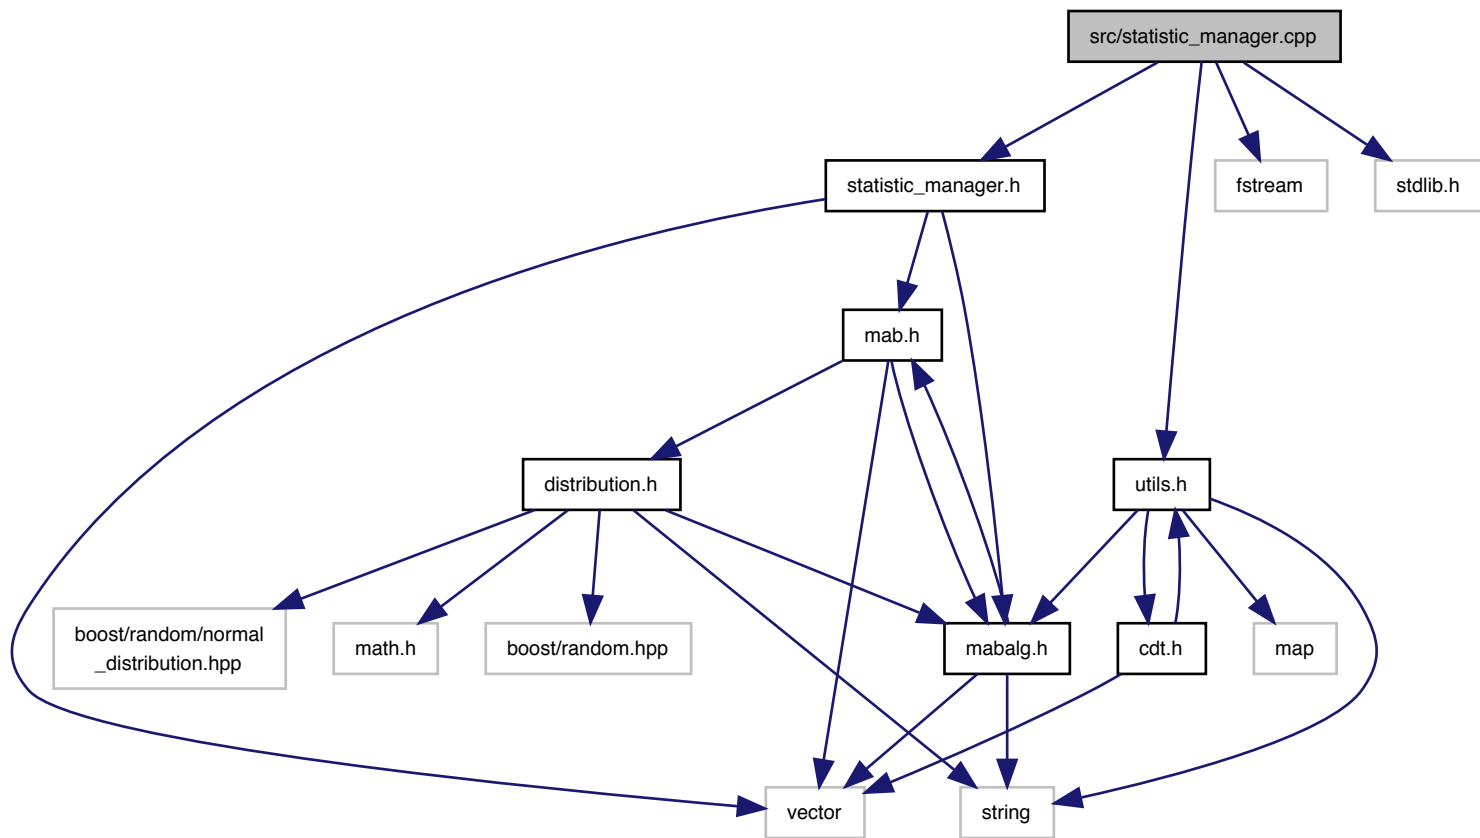 src/statistic_manager.cpp
statistic_manager.h
fstream
stdlib.h
mab.h
distribution.h
utils.h
boost/random/normal
_distribution.hpp
math.h
boost/random.hpp
mabalg.h
cdt.h
map
vector
string